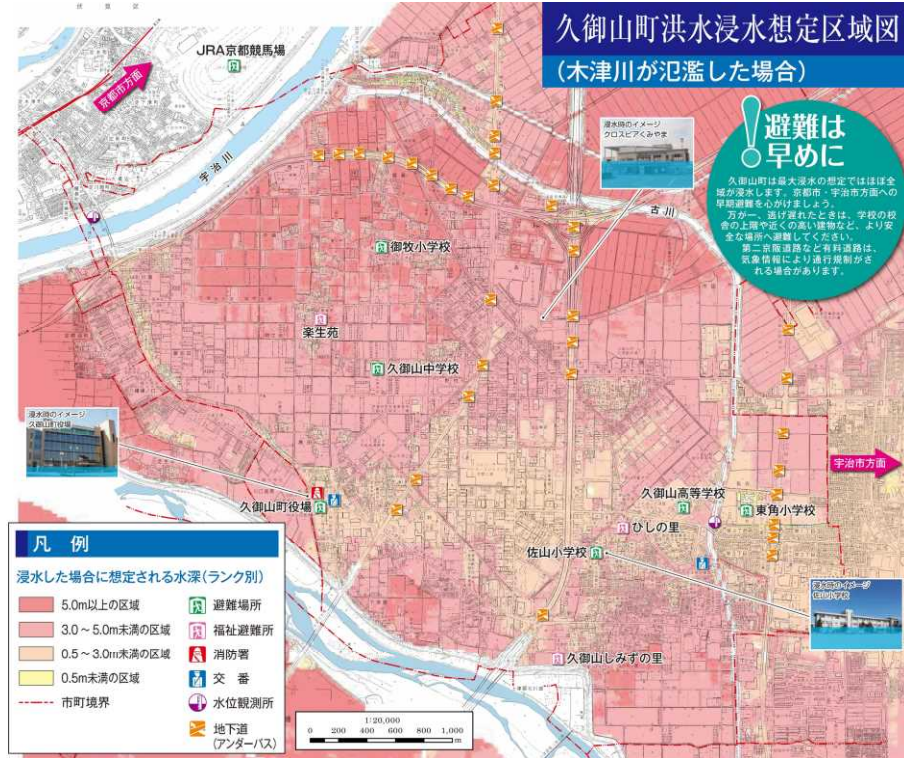 久御山町洪水浸水想定区域図
(木津川が氾濫した場合)
JRA京都競馬場
京都市方面
宇治川
浸水時のイメージ
クロスピアくみやま
避難は
早めに
久御山町は最大浸水の想定ではほぼ全
域が浸水します。京都市・宇治市方面への
早期避難を心がけましょう。
万が一、逃げ遅れたときは、学校の校
舎の上階や近くの高い建物など、より安
全な場所へ避難してください。
第二京阪道路など有料道路は、
気象情報により通行規制がさ
れる場合があります。
古川
御牧小学校
楽生苑
久御山中学校
浸水時のイメージ
久御山町役場
宇治市方面
久御山町役場
久御山高等学校
東角小学校
ひしの里
佐山小学校
浸水時のイメージ
佐山小学校
久御山しみずの里
凡 例
浸水した場合に想定される水深(ランク別)
5.0m以上の区域
3.0～5.0m未満の区域
0.5～3.0m未満の区域
0.5m未満の区域
市町境界
避難場所
福祉避難所
消防署
交 番
水位観測所
地下道
(アンダーパス)
1:20,000
0 200 400 600 800 1,000
m